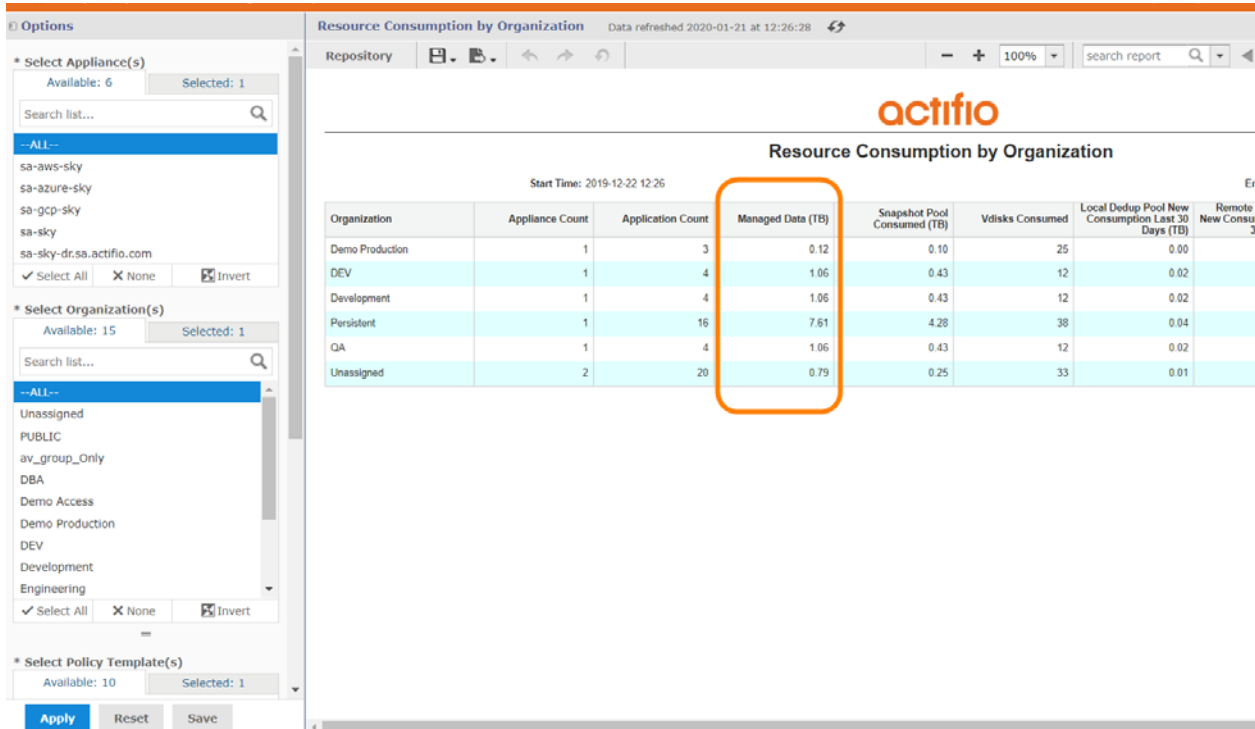 Options
* Select Appliance(s)
Available: 6 Selected: 1
Search list...
--ALL--
sa-aws-sky
sa-azure-sky
sa-gcp-sky
sa-sky
sa-sky-dr.sa.actifio.com
Select All None Invert
* Select Organization(s)
Available: 15 Selected: 1
Search list...
--ALL--
Unassigned
PUBLIC
av_group_Only
DBA
Demo Access
Demo Production
DEV
Development
Engineering
Select All None Invert
* Select Policy Template(s)
Available: 10 Selected: 1
Apply Reset Save
Resource Consumption by Organization Data refreshed 2020-01-21 at 12:26:28
Repository 100% search report
actifio
Resource Consumption by Organization
Start Time: 2019-12-22 12:26 Er
Organization Appliance Count Application Count Managed Data (TB) Snapshot Pool Consumed (TB) Vdisks Consumed Local Dedup Pool New Consumption Last 30 Days (TB) Remote New Consu 3
Demo Production 1 3 0.12 0.10 25 0.00
DEV 1 4 1.06 0.43 12 0.02
Development 1 4 1.06 0.43 12 0.02
Persistent 1 16 7.61 4.28 38 0.04
QA 1 4 1.06 0.43 12 0.02
Unassigned 2 20 0.79 0.25 33 0.01